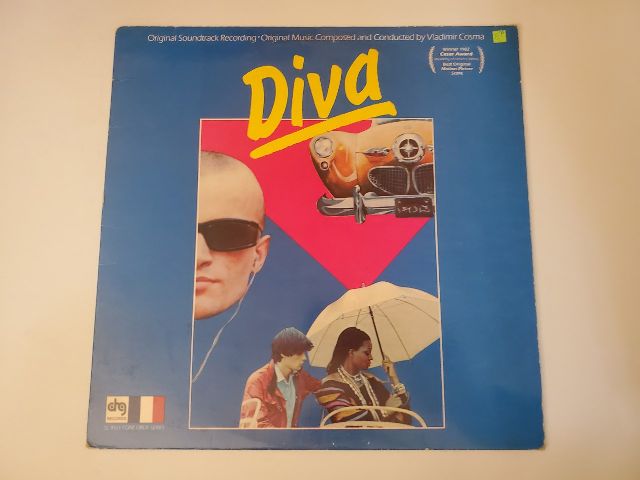 Original Soundtrack Recording • Original Music Composed and Conducted by Vladimir Cosma
Winner 1982
Cesar Award
Best Original
Motion Picture
Score
Diva
drg
RECORDS